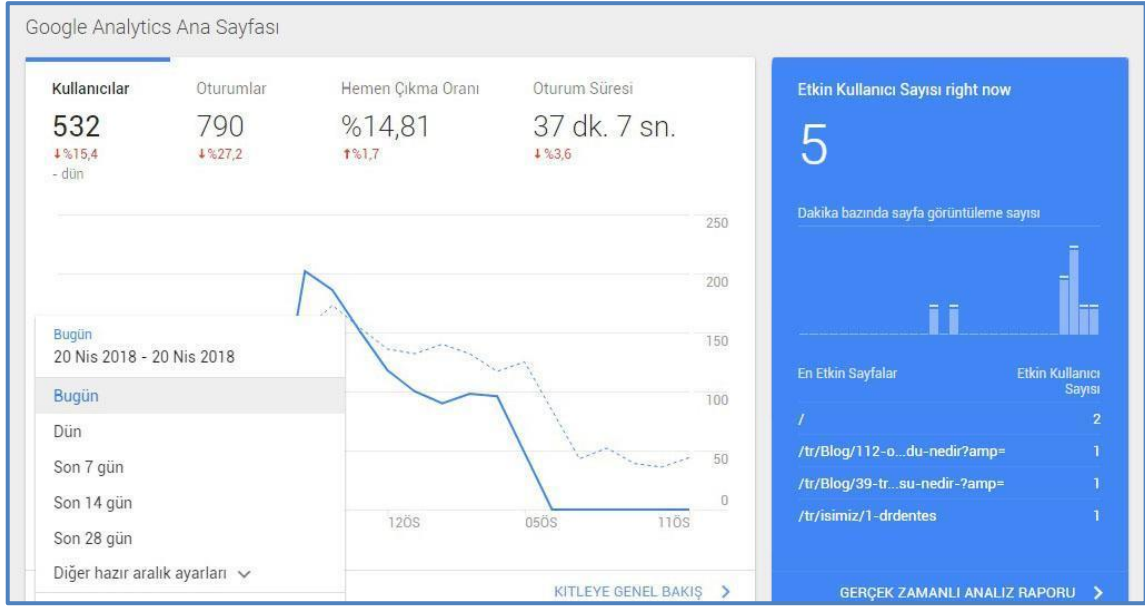 Google Analytics Ana Sayfası
Kullanıcılar
532
%15,4
- dün
Oturumlar
790
%27,2
Hemen Çıkma Oranı
%14,81
%1,7
Oturum Süresi
37 dk. 7 sn.
%3,6
250
200
150
100
50
0
12ÖS
05ÖS
11ÖS
Bugün
20 Nis 2018 - 20 Nis 2018
Bugün
Dün
Son 7 gün
Son 14 gün
Son 28 gün
Diğer hazır aralık ayarları
KITLEYE GENEL BAKIŞ
Etkin Kullanıcı Sayısı right now
5
Dakika bazında sayfa görüntüleme sayısı
En Etkin Sayfalar
Etkin Kullanıcı
Sayısı
/ 2
/tr/Blog/112-o...du-nedir?amp= 1
/tr/Blog/39-tr...su-nedir-?amp= 1
/tr/isimiz/1-drdentes 1
GERÇEK ZAMANLI ANALIZ RAPORU